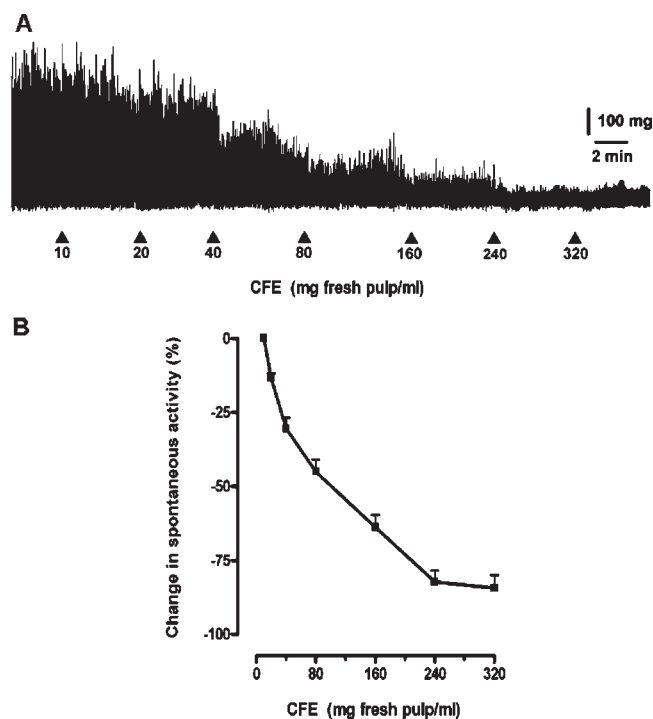 A
100 mg
2 min
10 20 40 80 160 240 320
CFE (mg fresh pulp/ml)
B
Change in spontaneous activity (%)
0
-25
-50
-75
-100
0 80 160 240 320
CFE (mg fresh pulp/ml)